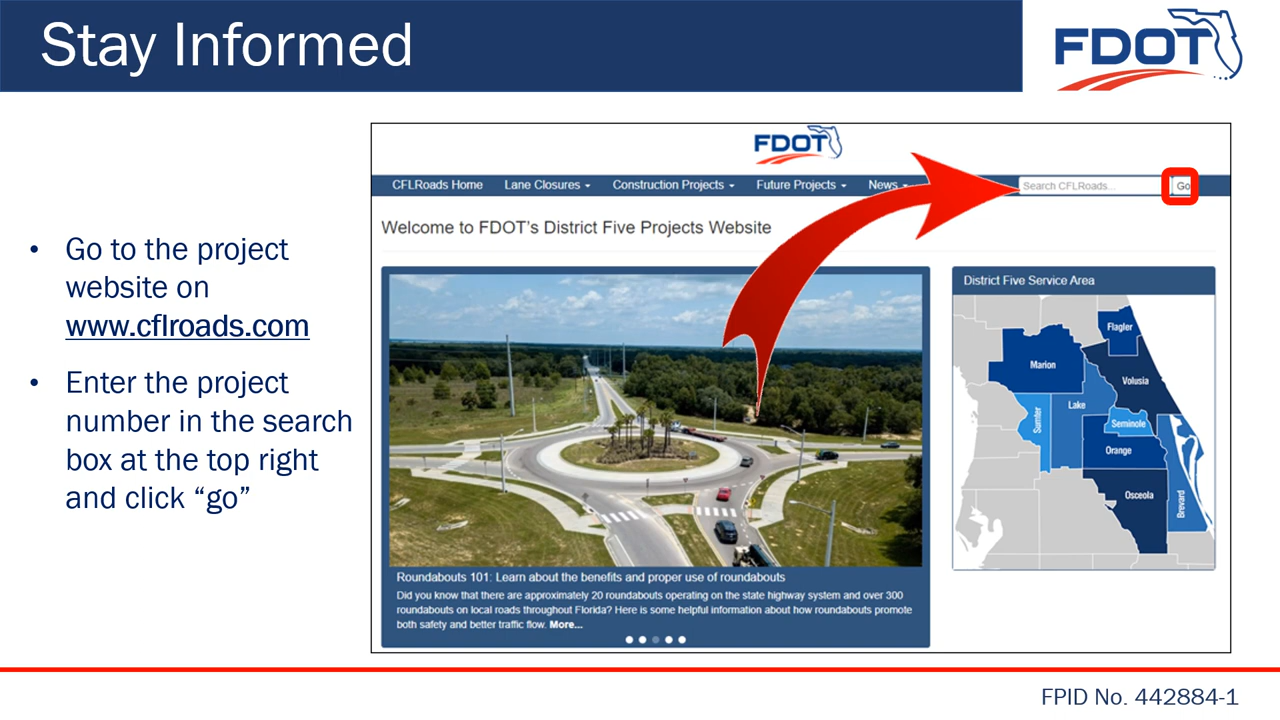 Stay Informed
FDOT
• Go to the project
website on
www.cflroads.com
• Enter the project
number in the search
box at the top right
and click “go”
FDOT
CFLRoads Home Lane Closures Construction Projects Future Projects News
Search CFLRoads... Go
Welcome to FDOT's District Five Projects Website
Roundabouts 101: Learn about the benefits and proper use of roundabouts
Did you know that there are approximately 20 roundabouts operating on the state highway system and over 300
roundabouts on local roads throughout Florida? Here is some helpful information about how roundabouts promote
both safety and better traffic flow. More...
District Five Service Area
Flagler
Marion
Volusia
Lake
Sumter
Seminole
Orange
Osceola
Brevard
FPID No. 442884-1